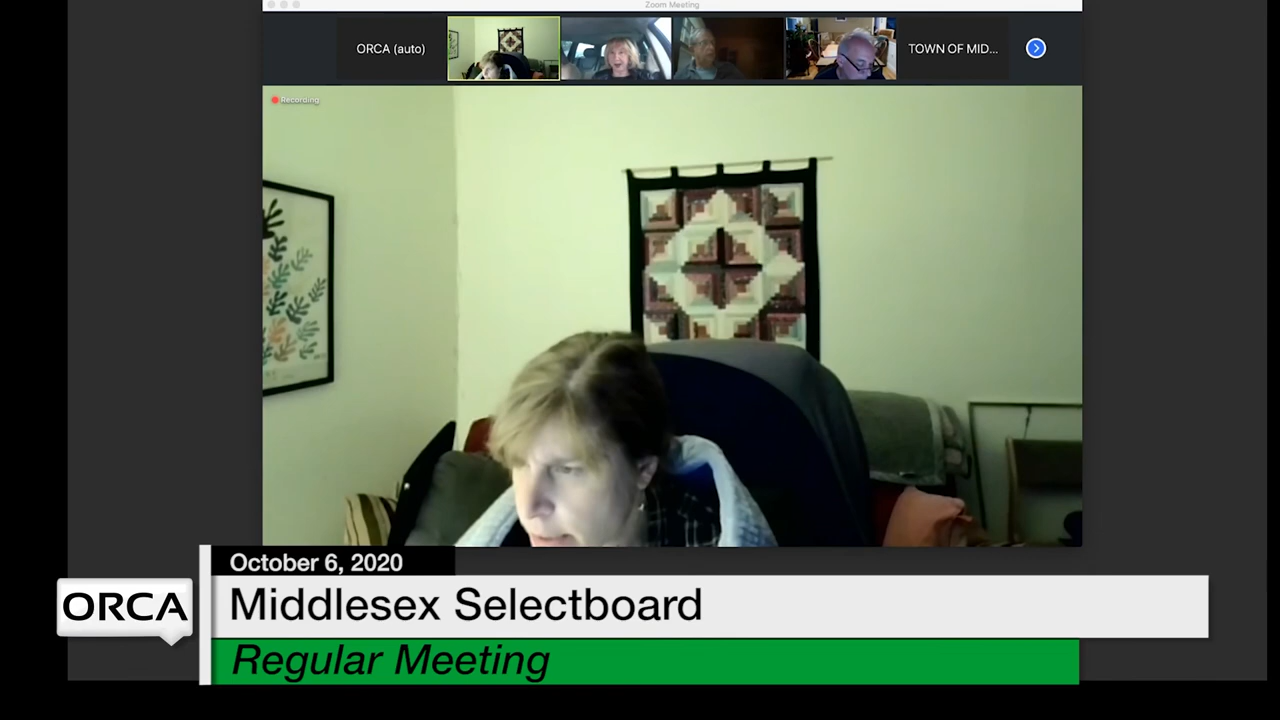 Zoom Meeting
ORCA (auto)
TOWN OF MID...
Recording
October 6, 2020
ORCA
Middlesex Selectboard
Regular Meeting